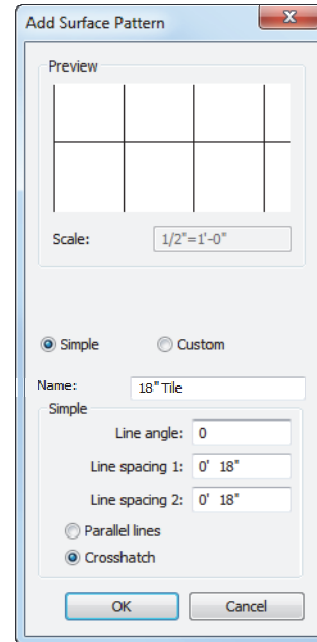 Add Surface Pattern
Preview
Scale: 1/2"=1'-0"
Simple Custom
Name: 18" Tile
Simple
Line angle: 0
Line spacing 1: 0' 18"
Line spacing 2: 0' 18"
Parallel lines
Crosshatch
OK Cancel